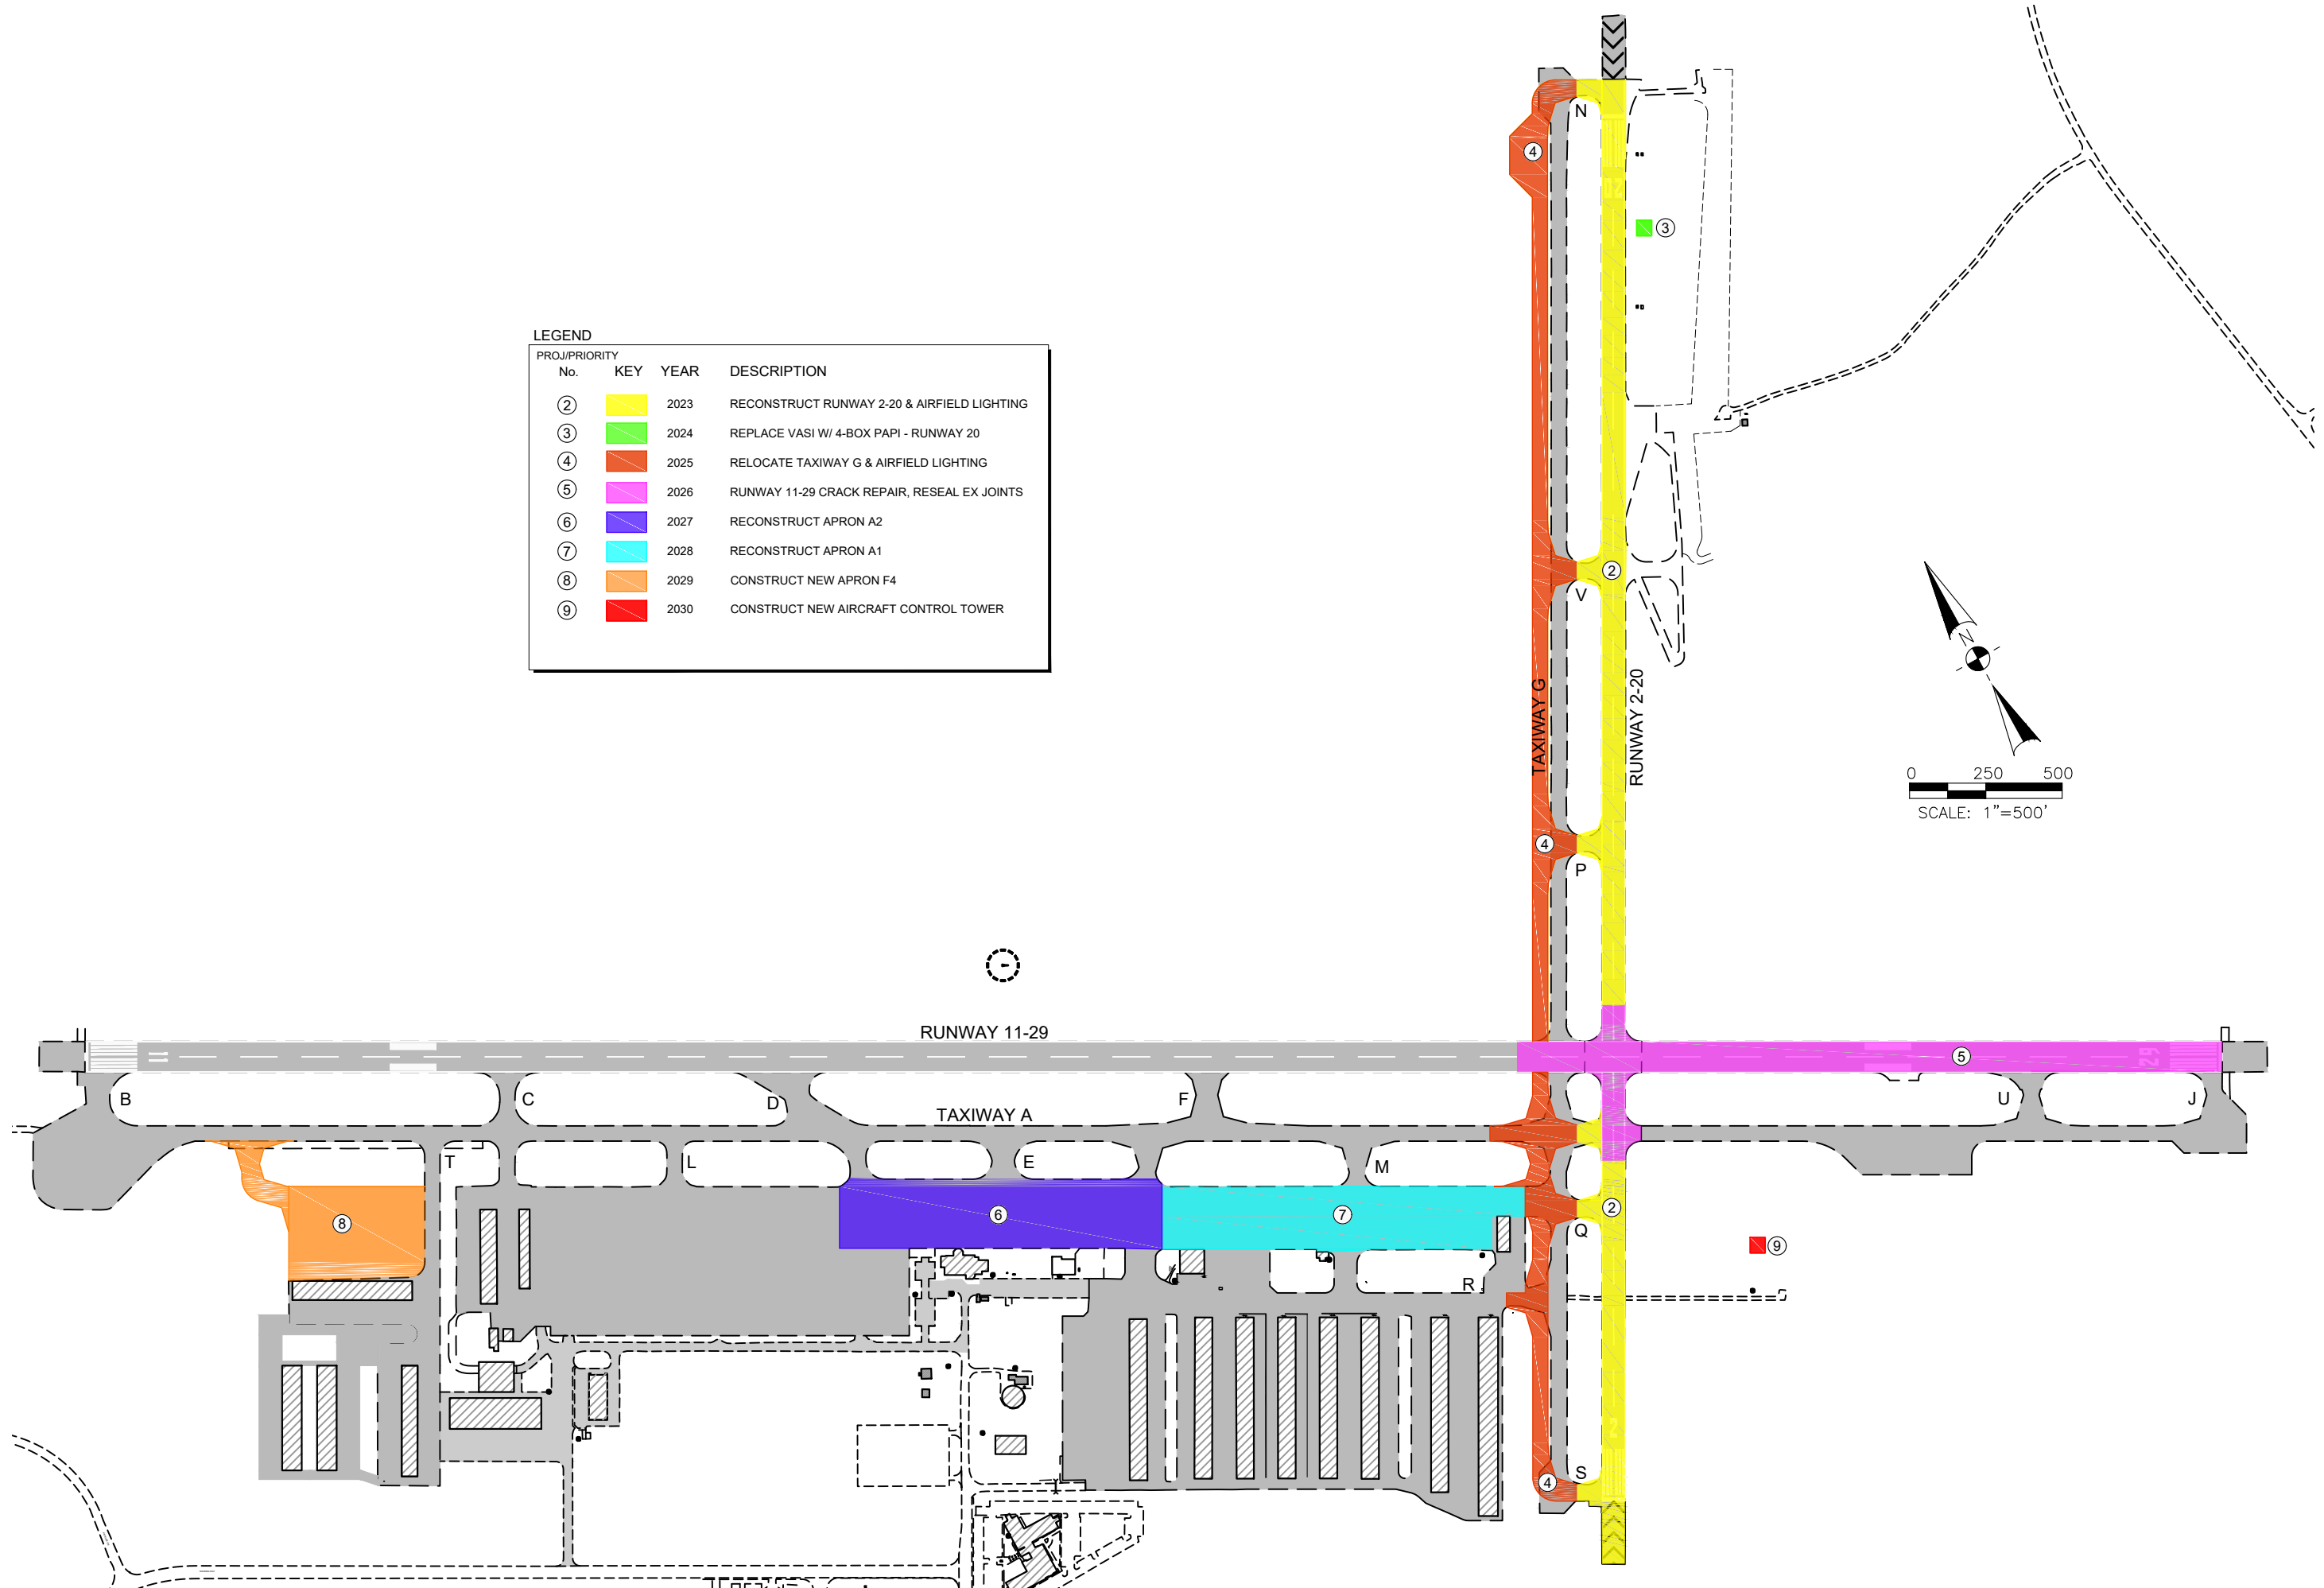 N
4
02
3
LEGEND
PROJ/PRIORITY
No. KEY YEAR DESCRIPTION
2 2023 RECONSTRUCT RUNWAY 2-20 & AIRFIELD LIGHTING
3 2024 REPLACE VASI W/ 4-BOX PAPI - RUNWAY 20
4 2025 RELOCATE TAXIWAY G & AIRFIELD LIGHTING
5 2026 RUNWAY 11-29 CRACK REPAIR, RESEAL EX JOINTS
6 2027 RECONSTRUCT APRON A2
7 2028 RECONSTRUCT APRON A1
8 2029 CONSTRUCT NEW APRON F4
9 2030 CONSTRUCT NEW AIRCRAFT CONTROL TOWER
2
V
N
TAXIWAY G
RUNWAY 2-20
0 250 500
SCALE: 1"=500'
4
P
RUNWAY 11-29
11
5
29
B
C
D
TAXIWAY A
F
U
J
T
L
E
M
8
6
7
2
Q
9
R
2
S
4